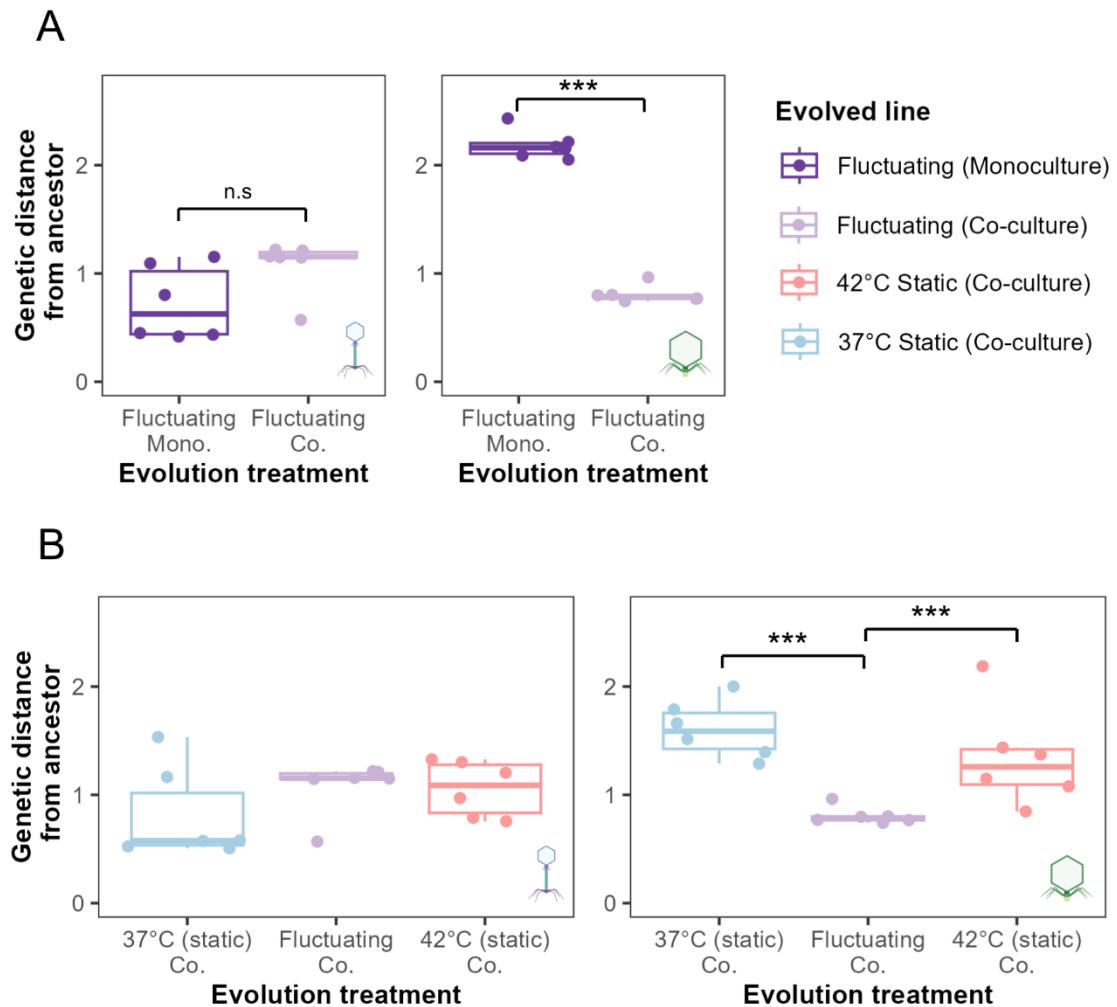 A
Genetic distance
from ancestor
2
1
0
n.s
Fluctuating
Mono.
Fluctuating
Co.
Evolution treatment
2
1
0
***
Fluctuating
Mono.
Fluctuating
Co.
Evolution treatment
Evolved line
Fluctuating (Monoculture)
Fluctuating (Co-culture)
42°C Static (Co-culture)
37°C Static (Co-culture)
B
Genetic distance
from ancestor
2
1
0
37°C (static)
Co.
Fluctuating
Co.
42°C (static)
Co.
Evolution treatment
2
1
0
***
***
37°C (static)
Co.
Fluctuating
Co.
42°C (static)
Co.
Evolution treatment